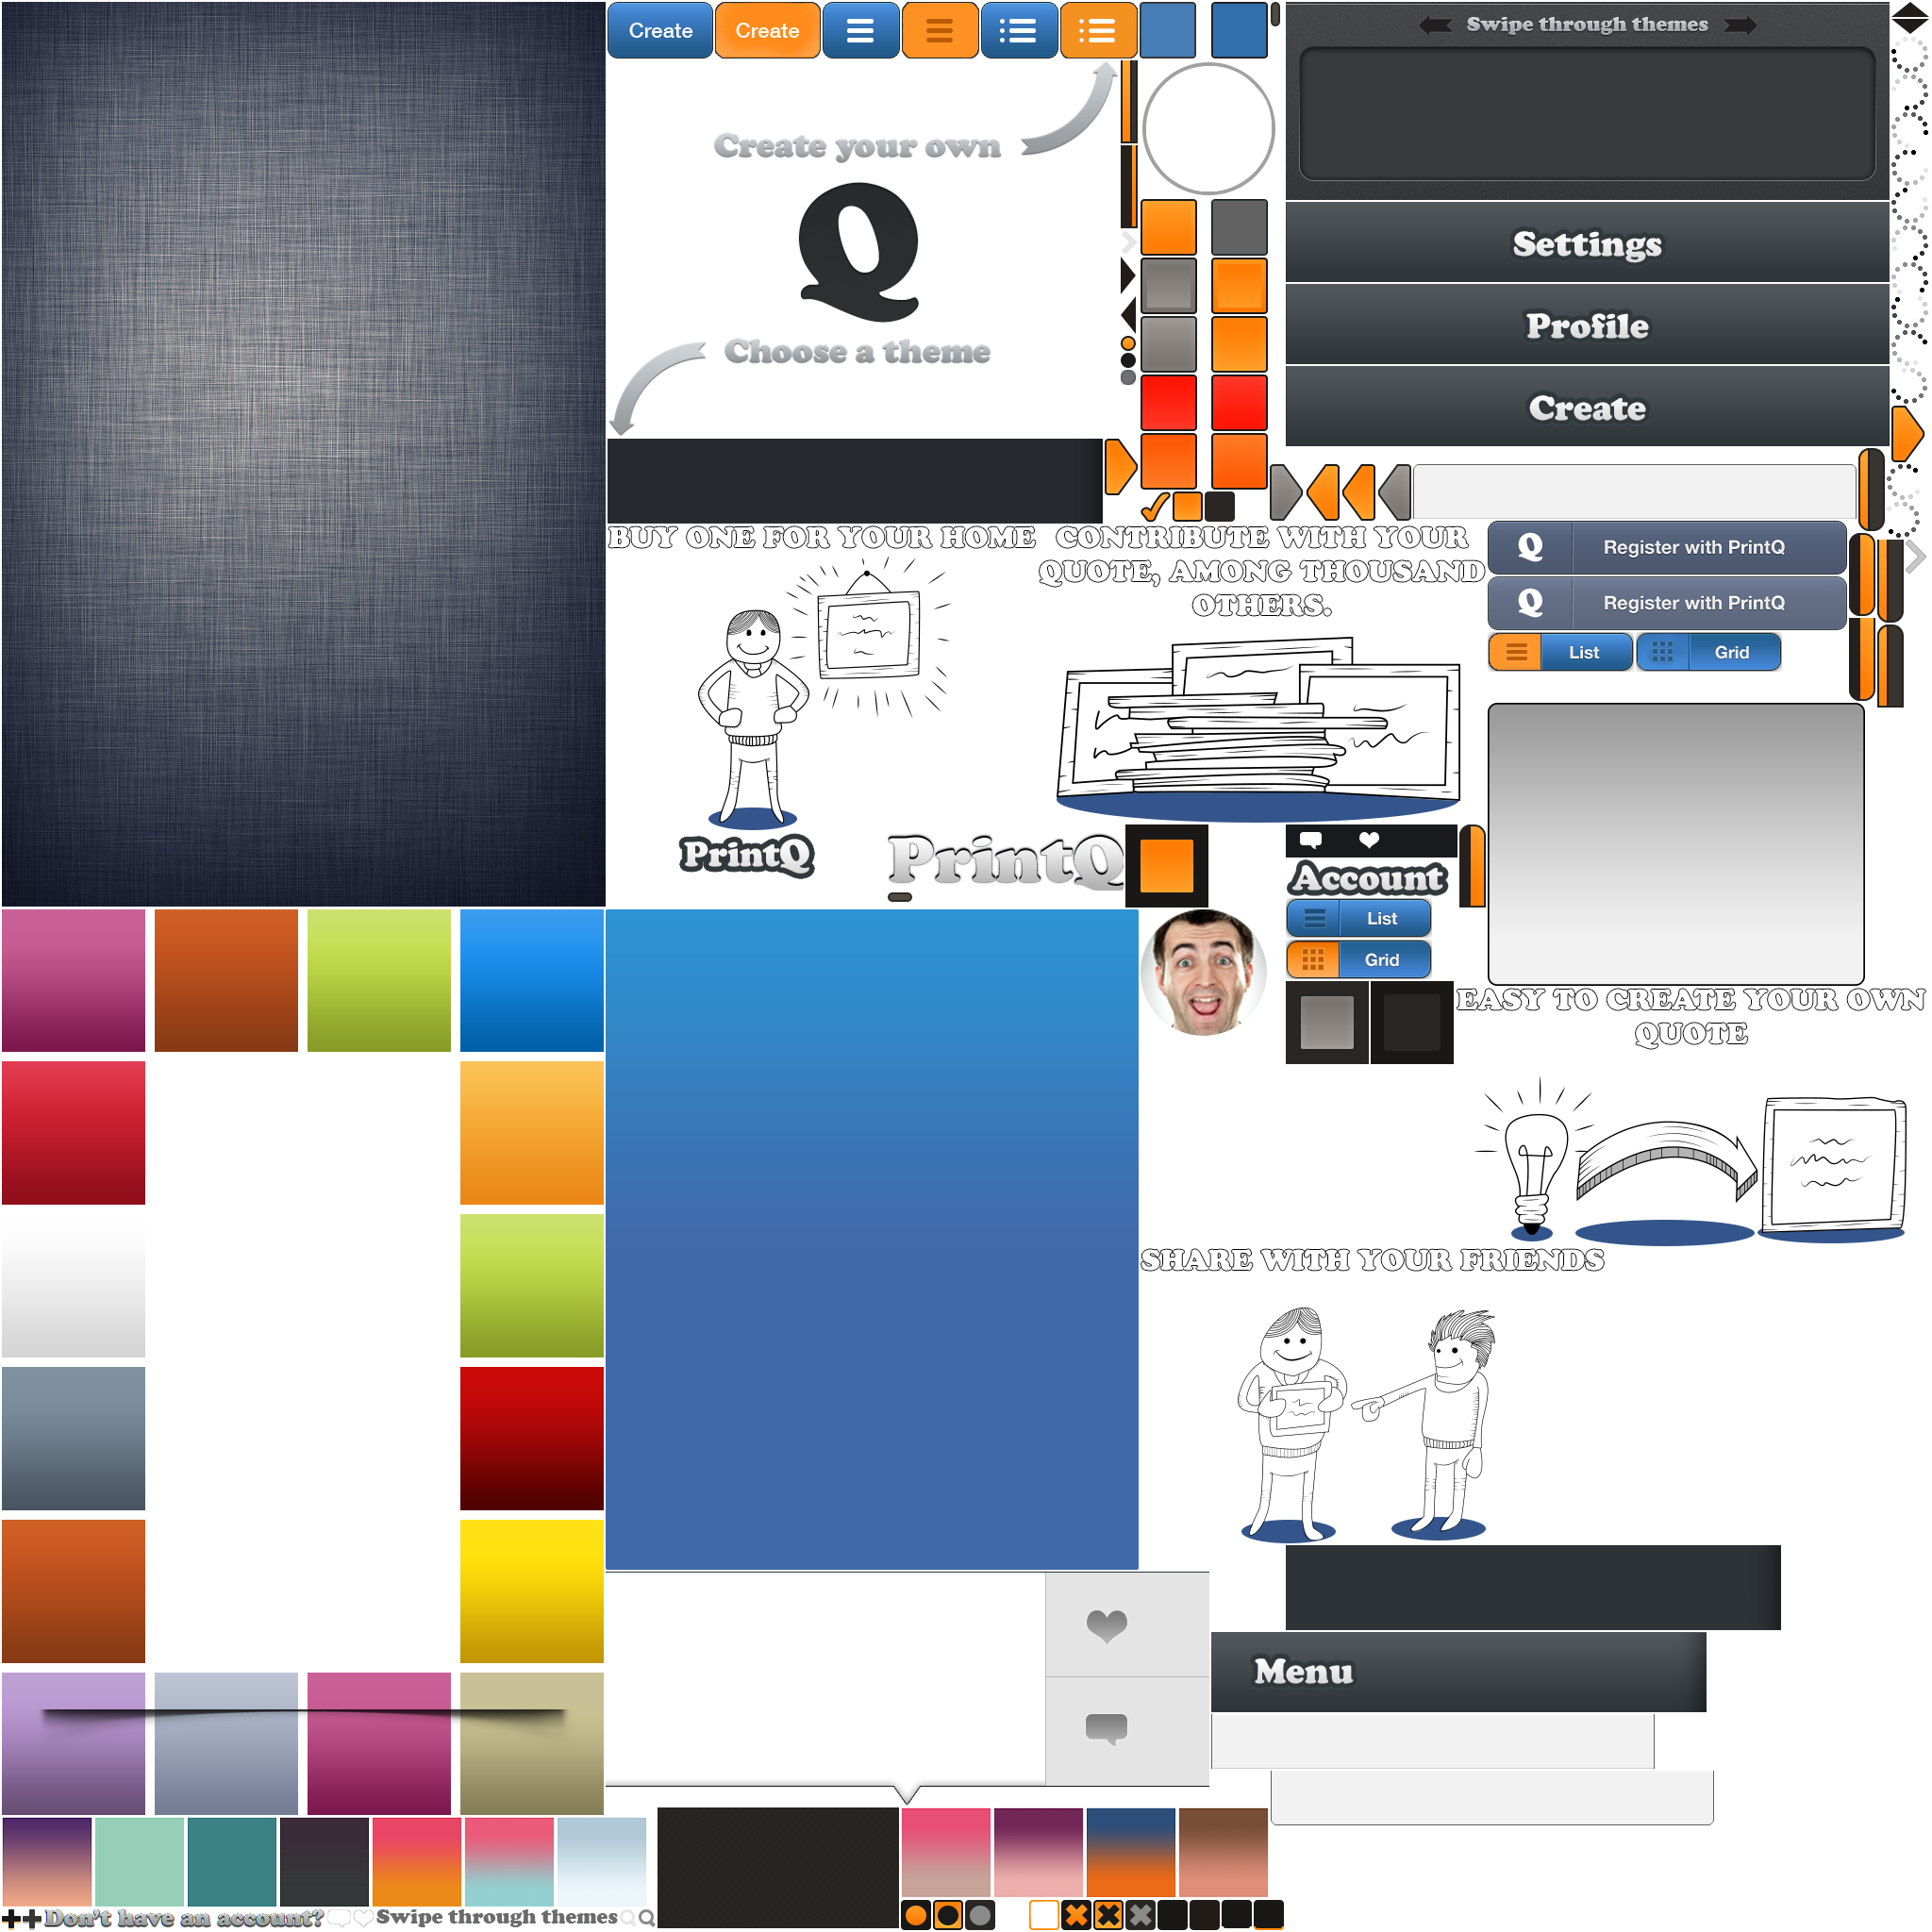 Create
Create
Swipe through themes
Create your own
Q
Choose a theme
Settings
Profile
Create
BUY ONE FOR YOUR HOME
CONTRIBUTE WITH YOUR
QUOTE, AMONG THOUSAND
OTHERS.
Q Register with PrintQ
Q Register with PrintQ
List
Grid
PrintQ
PrintQ
Account
List
Grid
EASY TO CREATE YOUR OWN
QUOTE
SHARE WITH YOUR FRIENDS
Menu
Don't have an account?
Swipe through themes